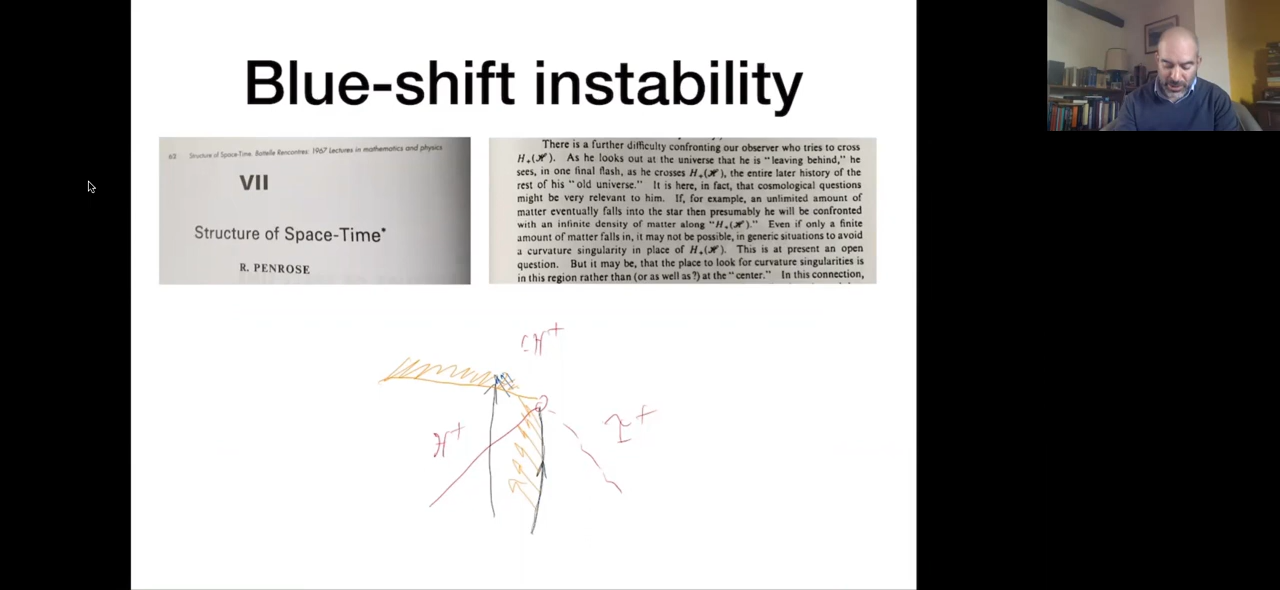 Blue-shift instability
62 Structure of Space-Time. Battelle Rencontres: 1967 Lectures in mathematics and physics
VII
Structure of Space-Time*
R. PENROSE
There is a further difficulty confronting our observer who tries to cross
H₊(ℋ). As he looks out at the universe that he is "leaving behind," he
sees, in one final flash, as he crosses H₊(ℋ), the entire later history of the
rest of his "old universe." It is here, in fact, that cosmological questions
might be very relevant to him. If, for example, an unlimited amount of
matter eventually falls into the star then presumably he will be confronted
with an infinite density of matter along "H₊(ℋ)." Even if only a finite
amount of matter falls in, it may not be possible, in generic situations to avoid
a curvature singularity in place of H₊(ℋ). This is at present an open
question. But it may be, that the place to look for curvature singularities is
in this region rather than (or as well as?) at the "center." In this connection,
CH⁺
H⁺
I⁺